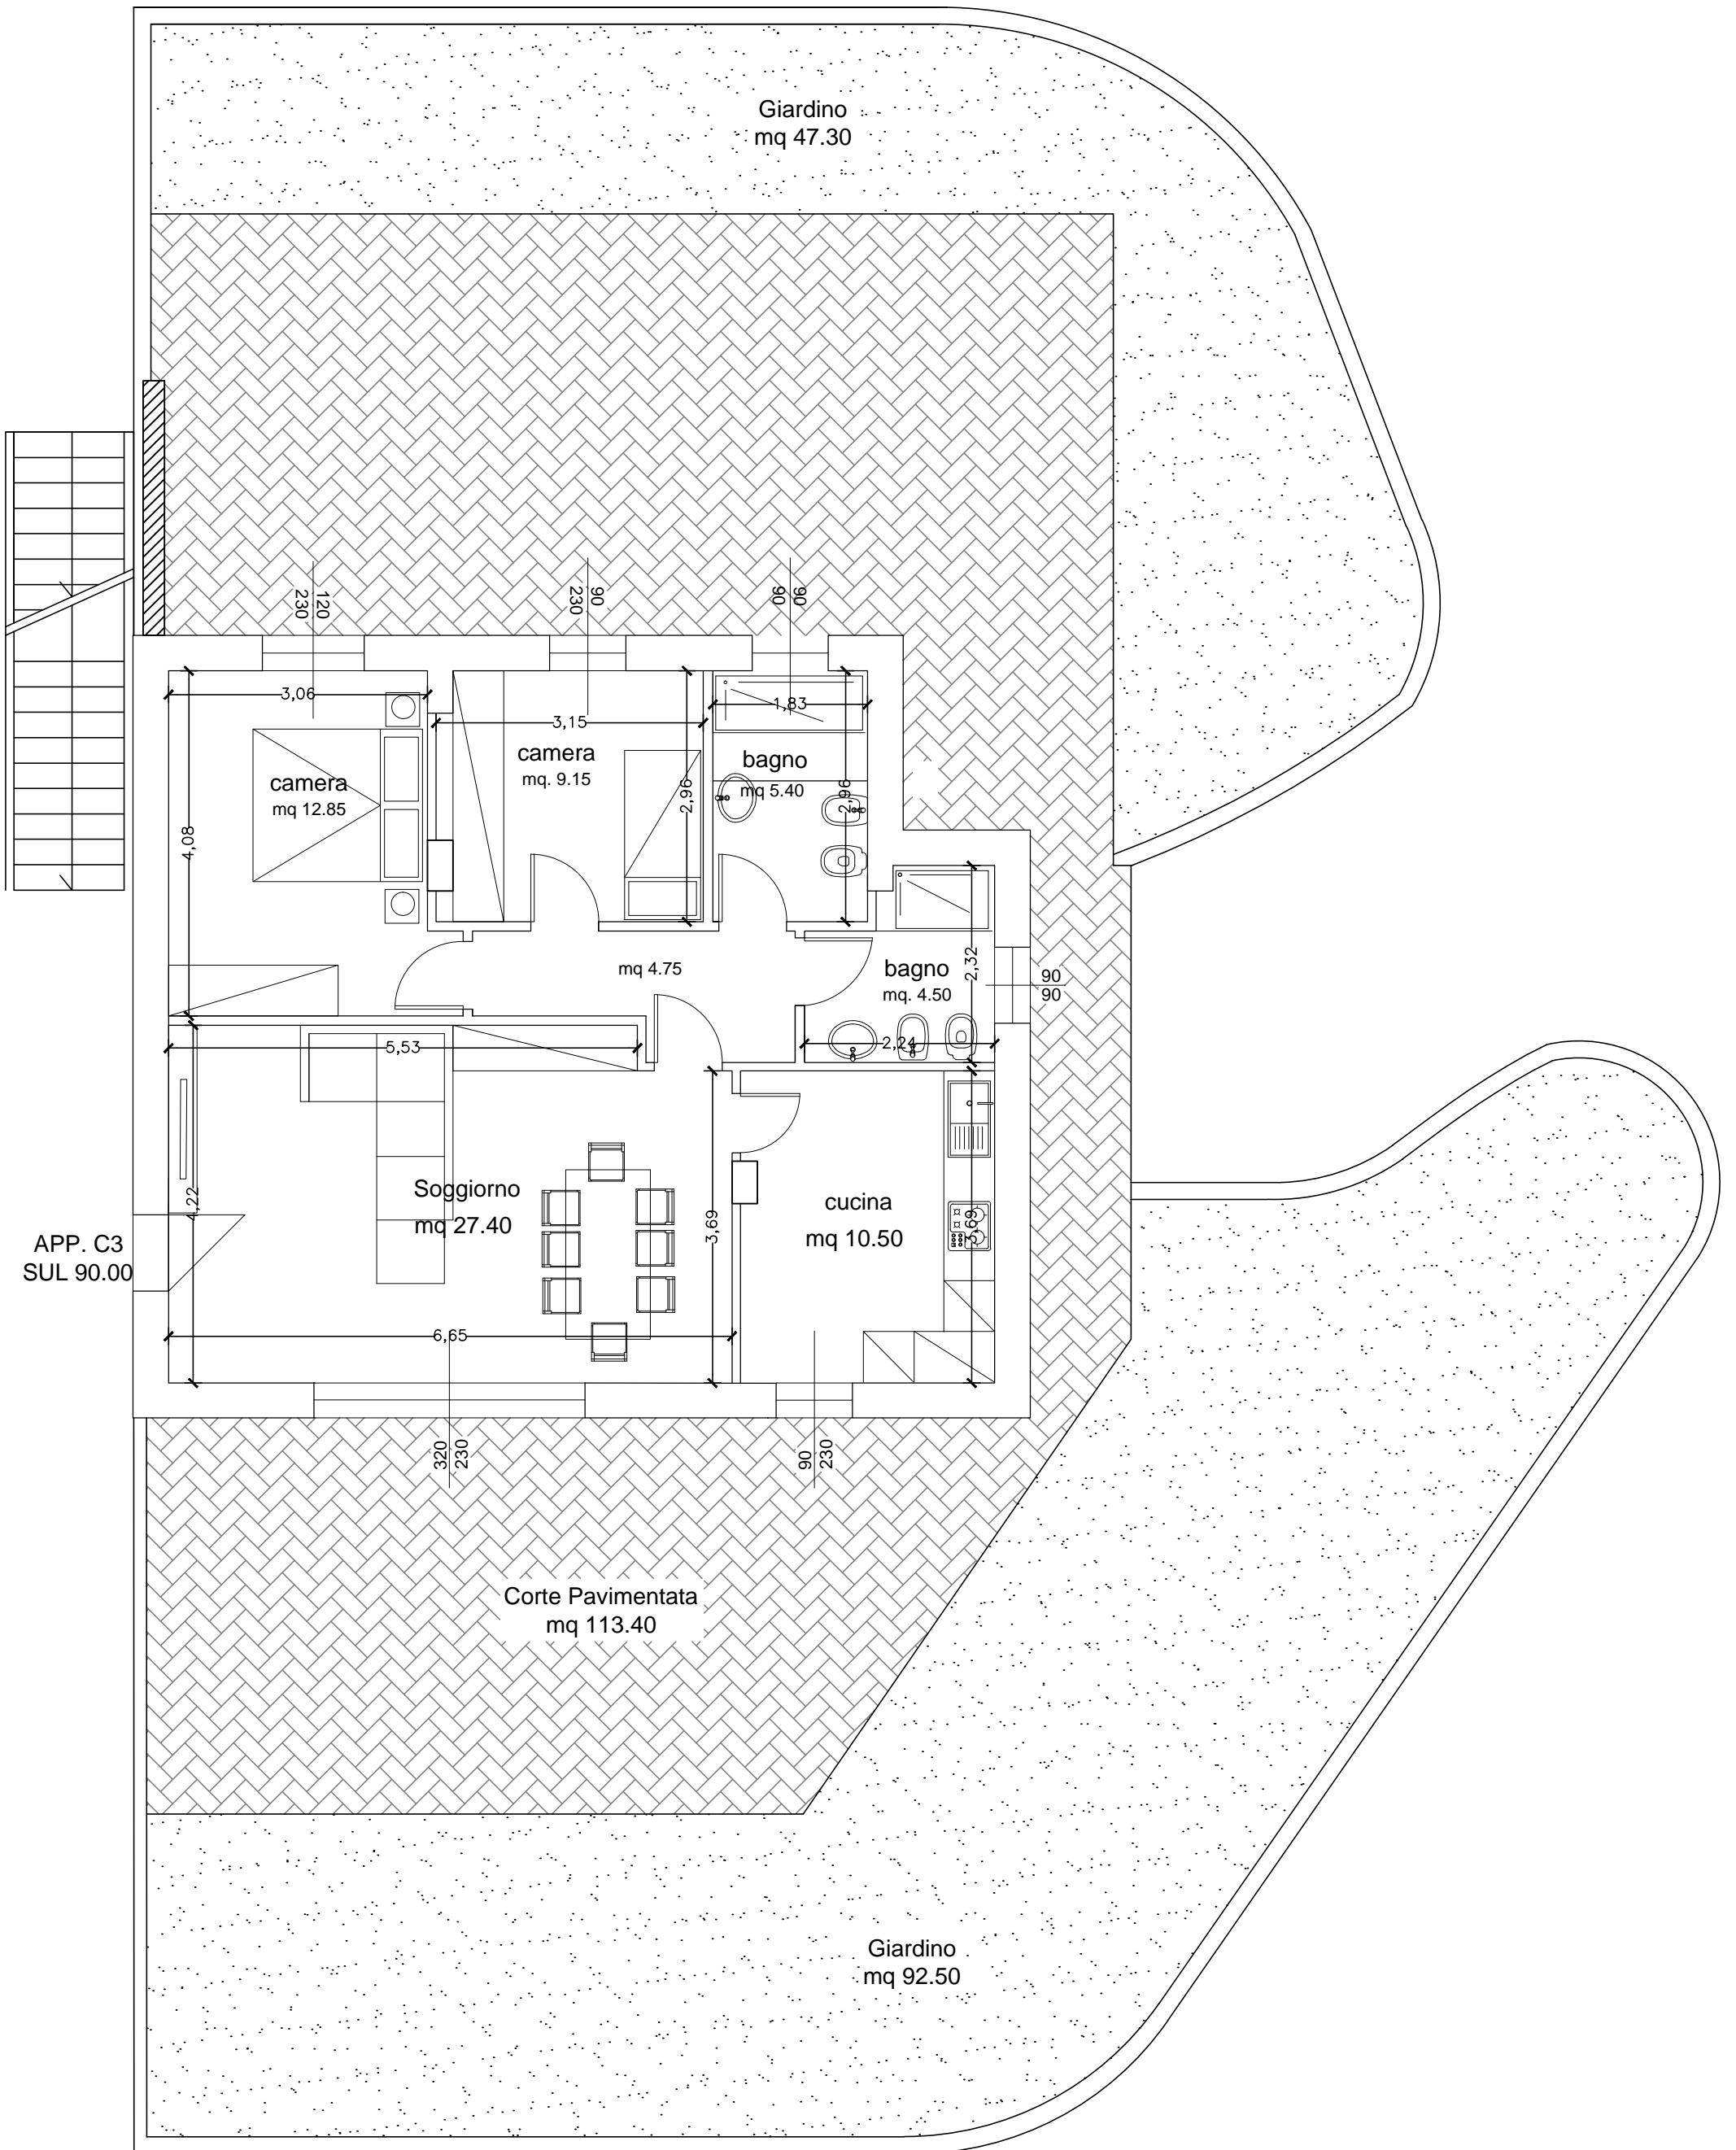 Giardino
mq 47.30
120
230
90
230
90
90
3,06
3,15
1,83
camera
mq 12.85
camera
mq. 9.15
bagno
mq 5.40
4,08
2,96
2,96
mq 4.75
bagno
mq. 4.50
2,32
90
90
5,53
2,24
Soggiorno
mq 27.40
4,22
3,69
cucina
mq 10.50
3,69
APP. C3
SUL 90.00
6,65
320
230
90
230
Corte Pavimentata
mq 113.40
Giardino
mq 92.50